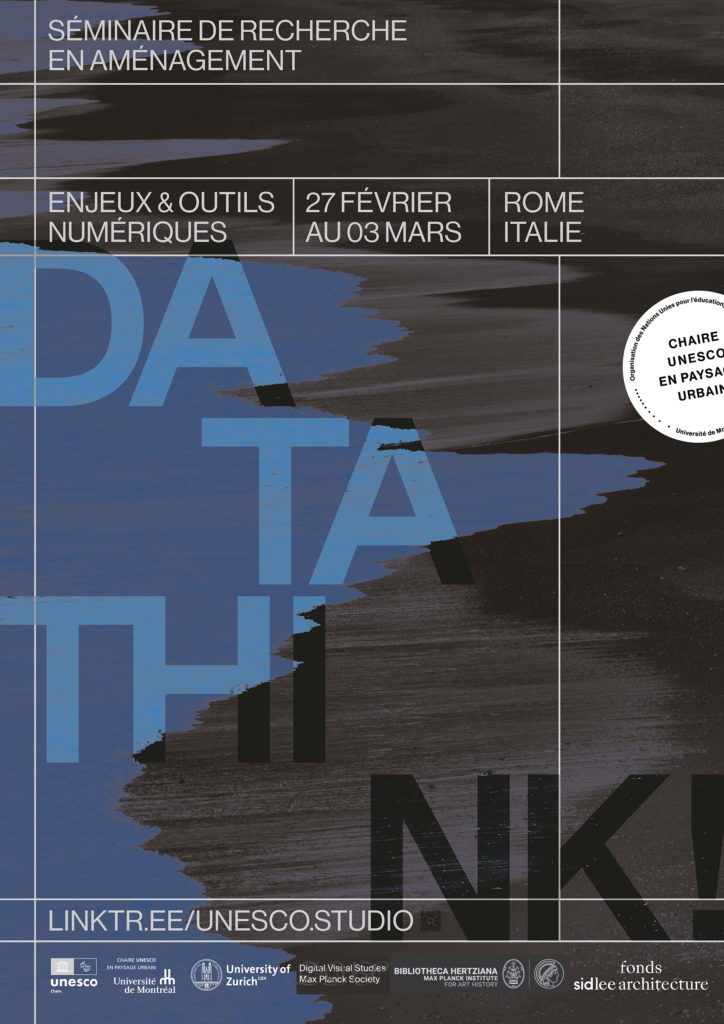 SÉMINAIRE DE RECHERCHE
EN AMÉNAGEMENT
ENJEUX & OUTILS
NUMÉRIQUES
27 FÉVRIER
AU 03 MARS
ROME
ITALIE
DA
TA
THI
NK!
Organisation des Nations Unies pour l'éducation,
CHAIRE
UNESCO
EN PAYSAG
URBAIN
Université de Mo
LINKTR.EE/UNESCO.STUDIO
unesco
Chaire
CHAIRE UNESCO
EN PAYSAGE URBAIN
Université
de Montréal
University of
Zurich UZH
Digital Visual Studies
Max Planck Society
BIBLIOTHECA HERTZIANA
MAX PLANCK INSTITUTE
FOR ART HISTORY
fonds
sidlee architecture